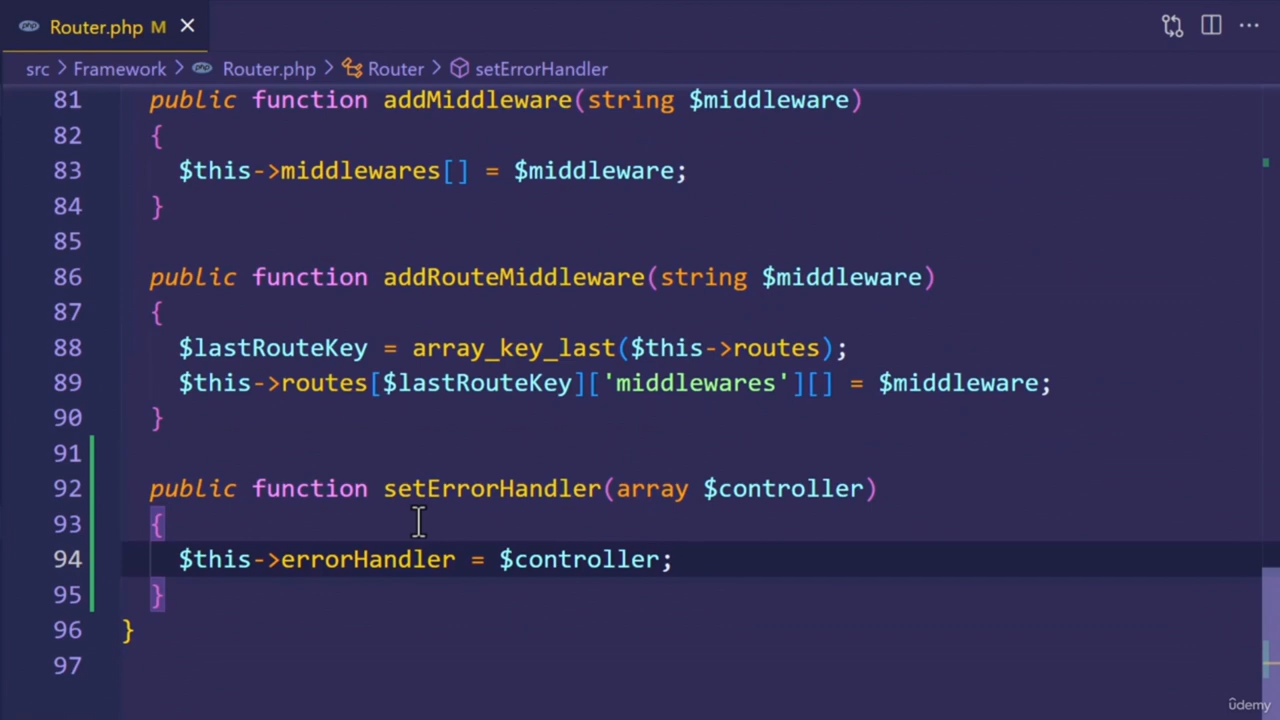 Router.php M
src > Framework > Router.php > Router > setErrorHandler
81 public function addMiddleware(string $middleware)
82 {
83 $this->middlewares[] = $middleware;
84 }
85
86 public function addRouteMiddleware(string $middleware)
87 {
88 $lastRouteKey = array_key_last($this->routes);
89 $this->routes[$lastRouteKey]['middlewares'][] = $middleware;
90 }
91
92 public function setErrorHandler(array $controller)
93 {
94 $this->errorHandler = $controller;
95 }
96 }
97
ûdemy